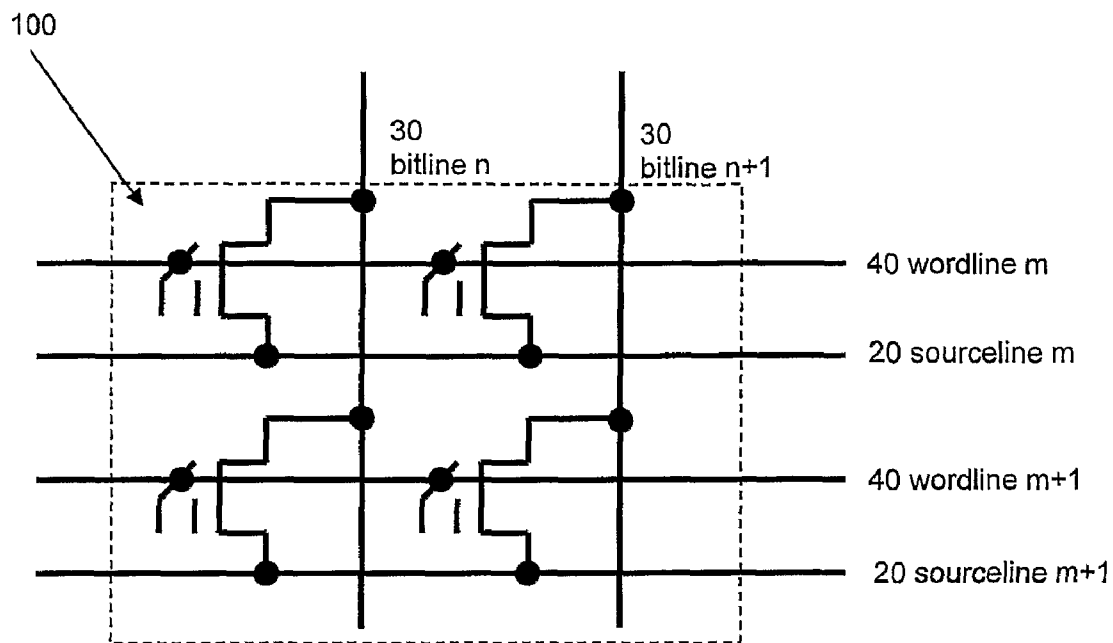 100
30
bitline n
30
bitline n+1
40 wordline m
20 sourceline m
40 wordline m+1
20 sourceline m+1